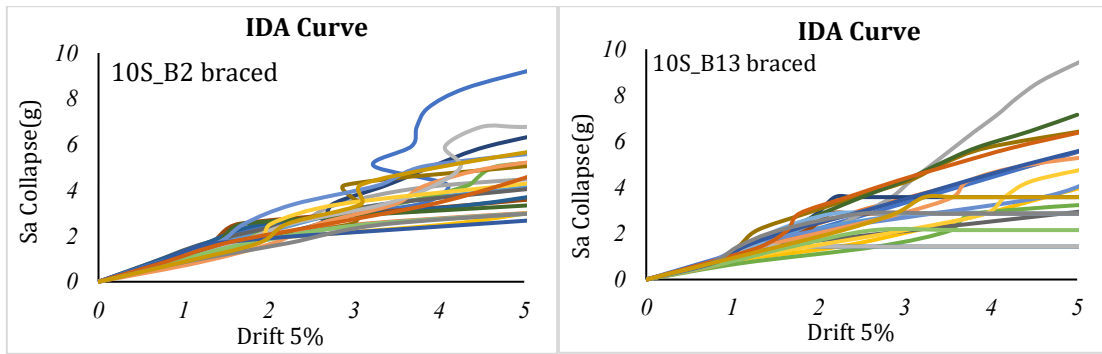 IDA Curve
10S_B2 braced
Sa Collapse(g)
10
8
6
4
2
0
0 1 2 3 4 5
Drift 5%
IDA Curve
10S_B13 braced
Sa Collapse(g)
10
8
6
4
2
0
0 1 2 3 4 5
Drift 5%